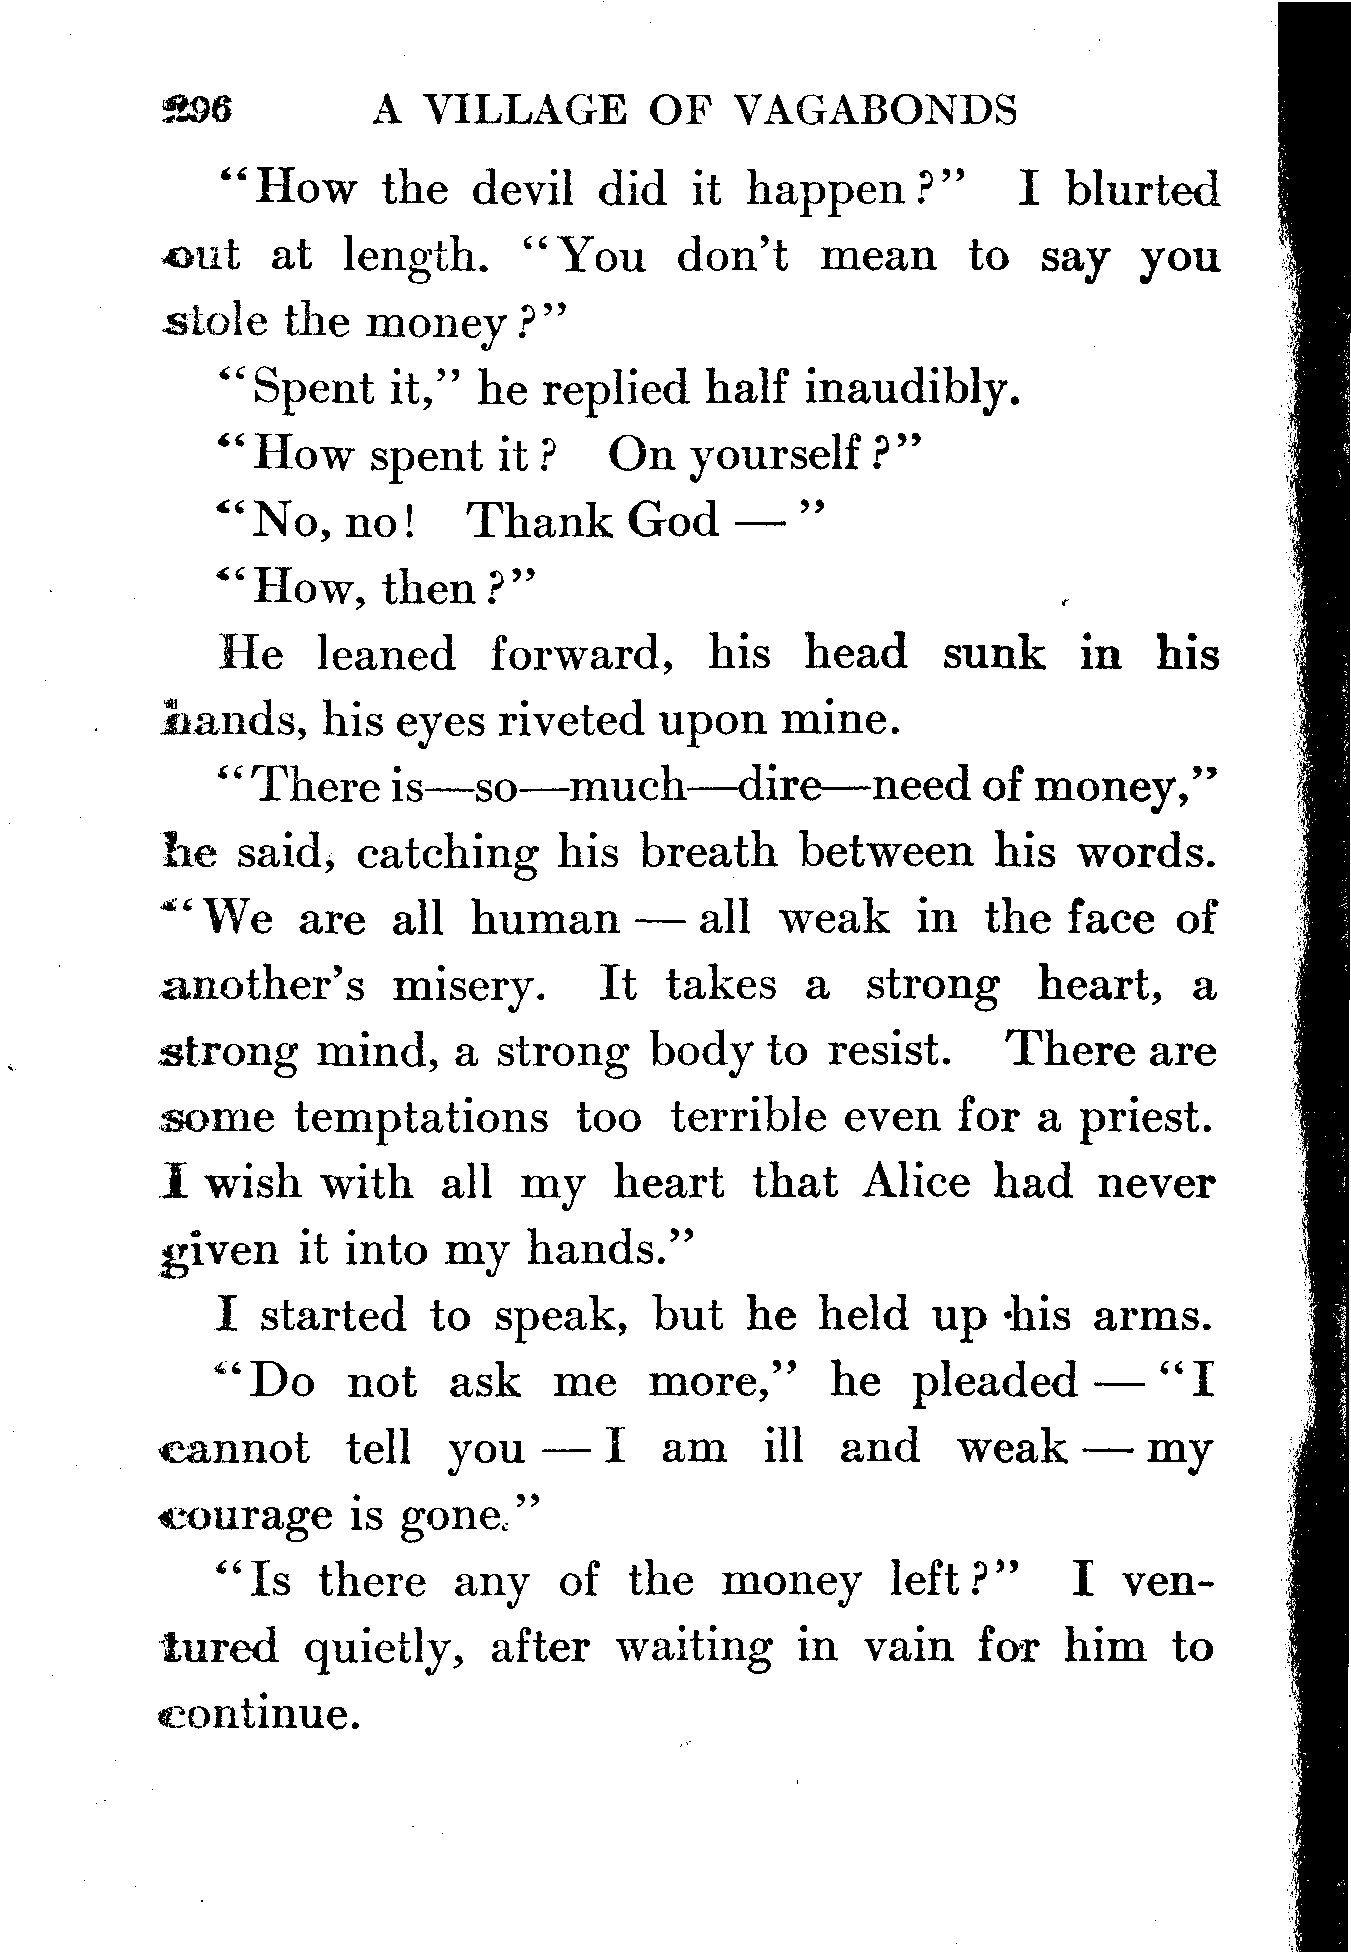 296 A VILLAGE OF VAGABONDS
"How the devil did it happen?" I blurted
out at length. "You don't mean to say you
stole the money?"
"Spent it," he replied half inaudibly.
"How spent it? On yourself?"
"No, no! Thank God — "
"How, then?"
He leaned forward, his head sunk in his
hands, his eyes riveted upon mine.
"There is—so—much—dire—need of money,"
he said, catching his breath between his words.
"We are all human — all weak in the face of
another's misery. It takes a strong heart, a
strong mind, a strong body to resist. There are
some temptations too terrible even for a priest.
I wish with all my heart that Alice had never
given it into my hands."
I started to speak, but he held up his arms.
"Do not ask me more," he pleaded — "I
cannot tell you — I am ill and weak — my
courage is gone."
"Is there any of the money left?" I ven-
tured quietly, after waiting in vain for him to
continue.